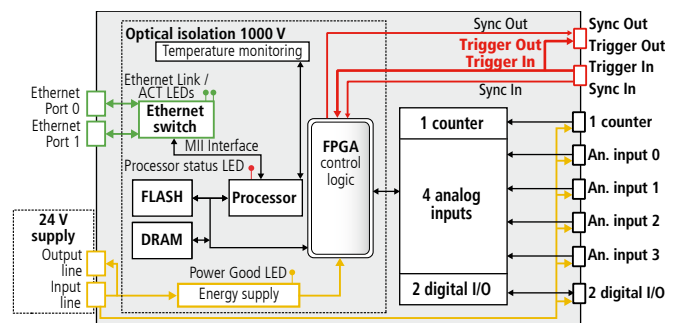 Optical isolation 1000 V
Temperature monitoring
Sync Out
Trigger Out
Trigger In
Sync In
Sync Out
Trigger Out
Trigger In
Sync In
Ethernet
Port 0
Ethernet
Port 1
Ethernet Link /
ACT LEDs
Ethernet
switch
MII Interface
Processor status LED
FLASH
Processor
DRAM
FPGA
control
logic
1 counter
4 analog
inputs
2 digital I/O
1 counter
An. input 0
An. input 1
An. input 2
An. input 3
2 digital I/O
24 V
supply
Output
line
Input
line
Power Good LED
Energy supply